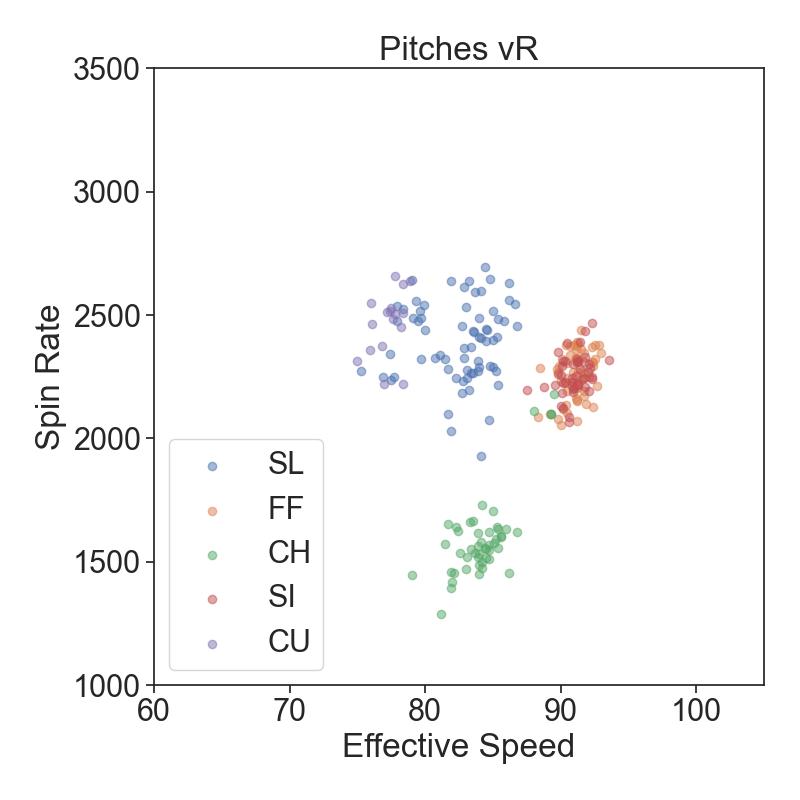 Pitches vR
3500
3000
2500
2000
1500
1000
Spin Rate
SL
FF
CH
SI
CU
60 70 80 90 100
Effective Speed